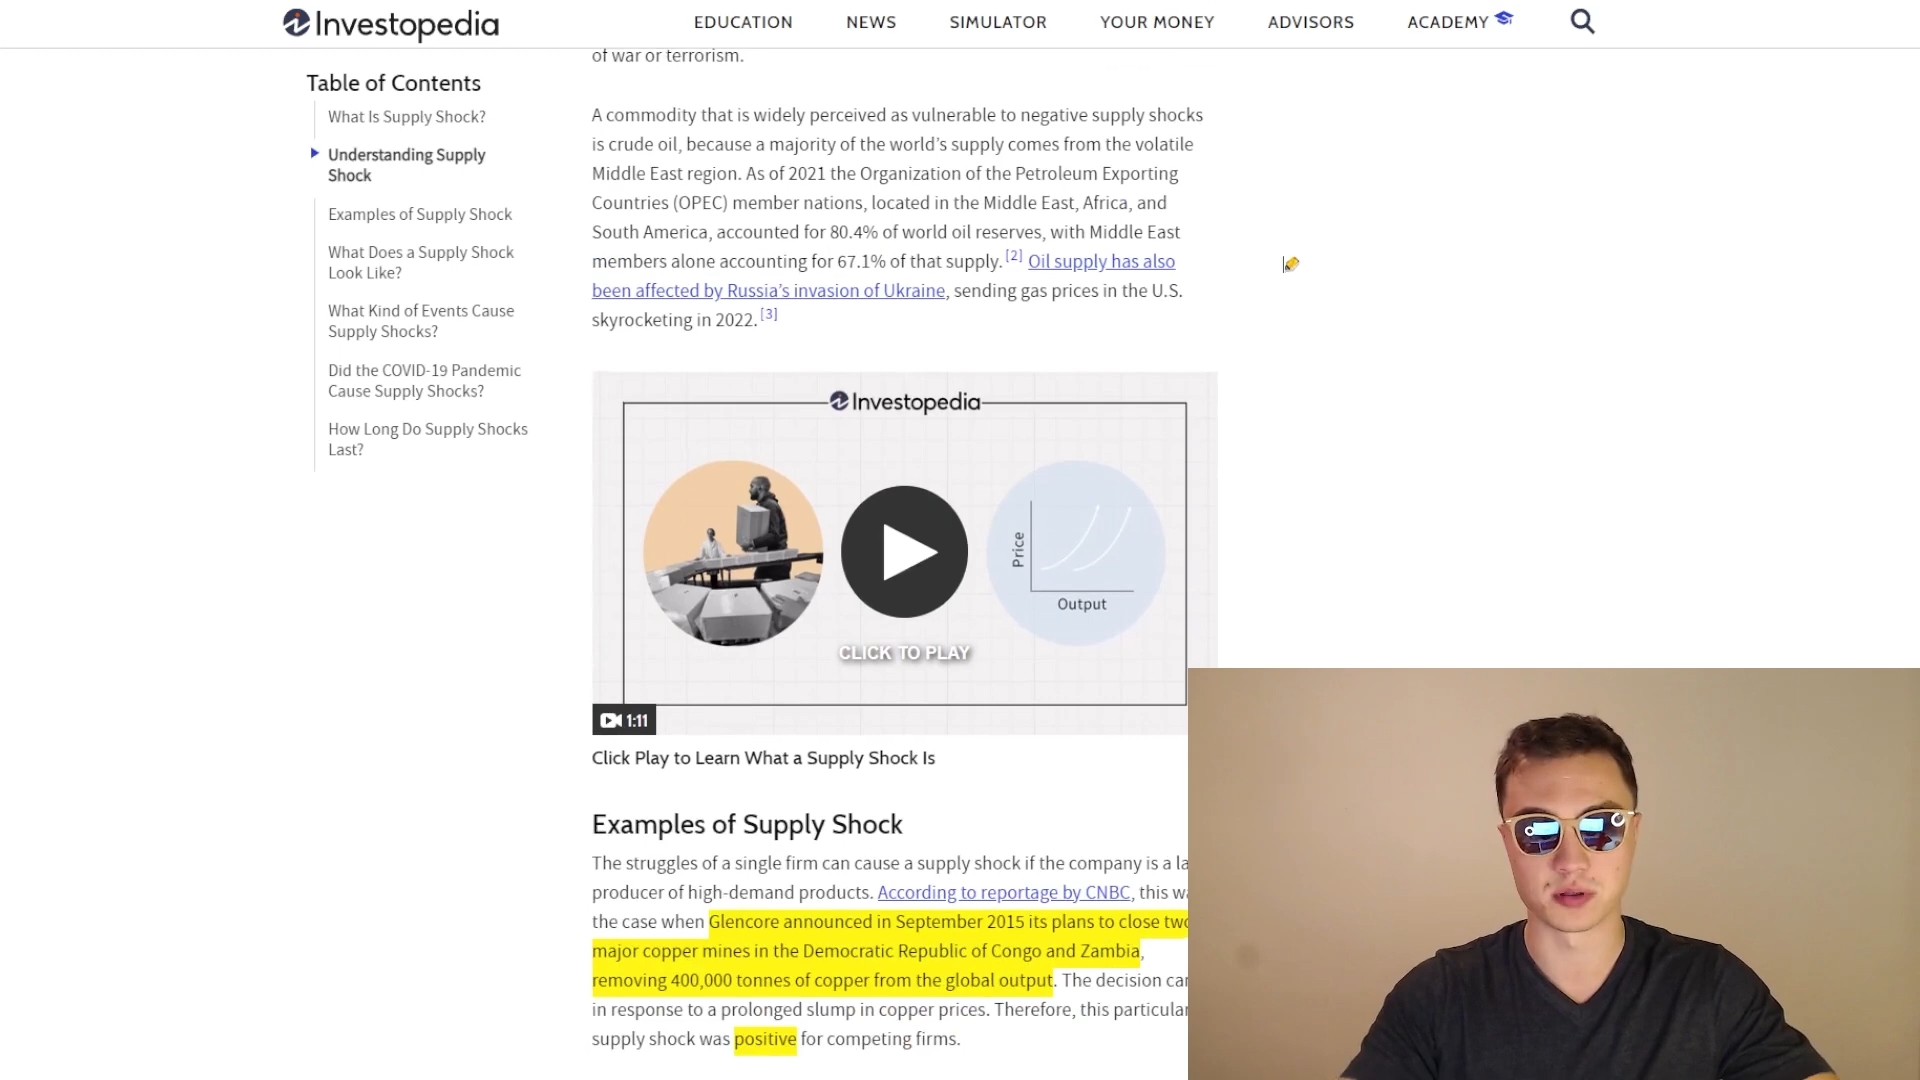 Investopedia
EDUCATION
NEWS
SIMULATOR
YOUR MONEY
ADVISORS
ACADEMY
Table of Contents
What Is Supply Shock?
Understanding Supply
Shock
Examples of Supply Shock
What Does a Supply Shock
Look Like?
What Kind of Events Cause
Supply Shocks?
Did the COVID-19 Pandemic
Cause Supply Shocks?
How Long Do Supply Shocks
Last?
of war or terrorism.
A commodity that is widely perceived as vulnerable to negative supply shocks
is crude oil, because a majority of the world’s supply comes from the volatile
Middle East region. As of 2021 the Organization of the Petroleum Exporting
Countries (OPEC) member nations, located in the Middle East, Africa, and
South America, accounted for 80.4% of world oil reserves, with Middle East
members alone accounting for 67.1% of that supply. [2] Oil supply has also
been affected by Russia’s invasion of Ukraine, sending gas prices in the U.S.
skyrocketing in 2022. [3]
Investopedia
Price
Output
CLICK TO PLAY
1:11
Click Play to Learn What a Supply Shock Is
Examples of Supply Shock
The struggles of a single firm can cause a supply shock if the company is a
producer of high-demand products. According to reportage by CNBC, this
the case when Glencore announced in September 2015 its plans to close two
major copper mines in the Democratic Republic of Congo and Zambia,
removing 400,000 tonnes of copper from the global output. The decision
in response to a prolonged slump in copper prices. Therefore, this particular
supply shock was positive for competing firms.